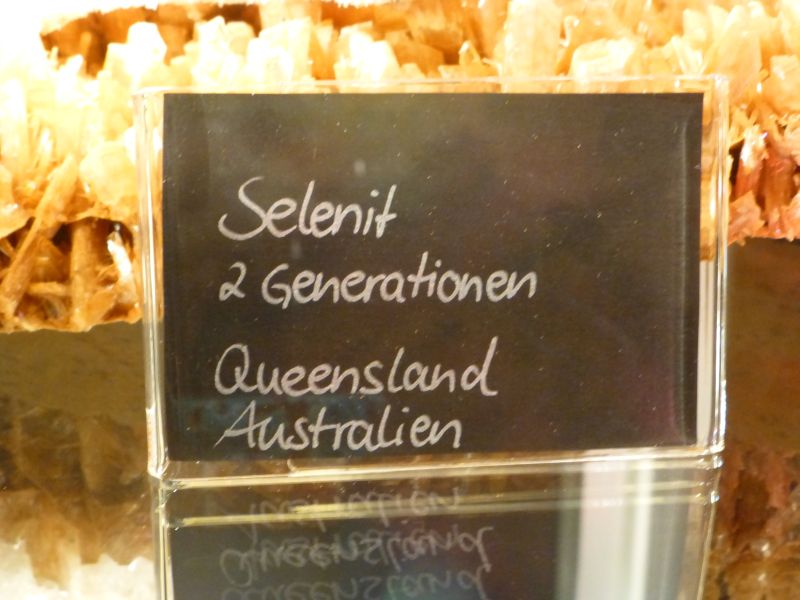 Selenit
2 Generationen
Queensland
Australien